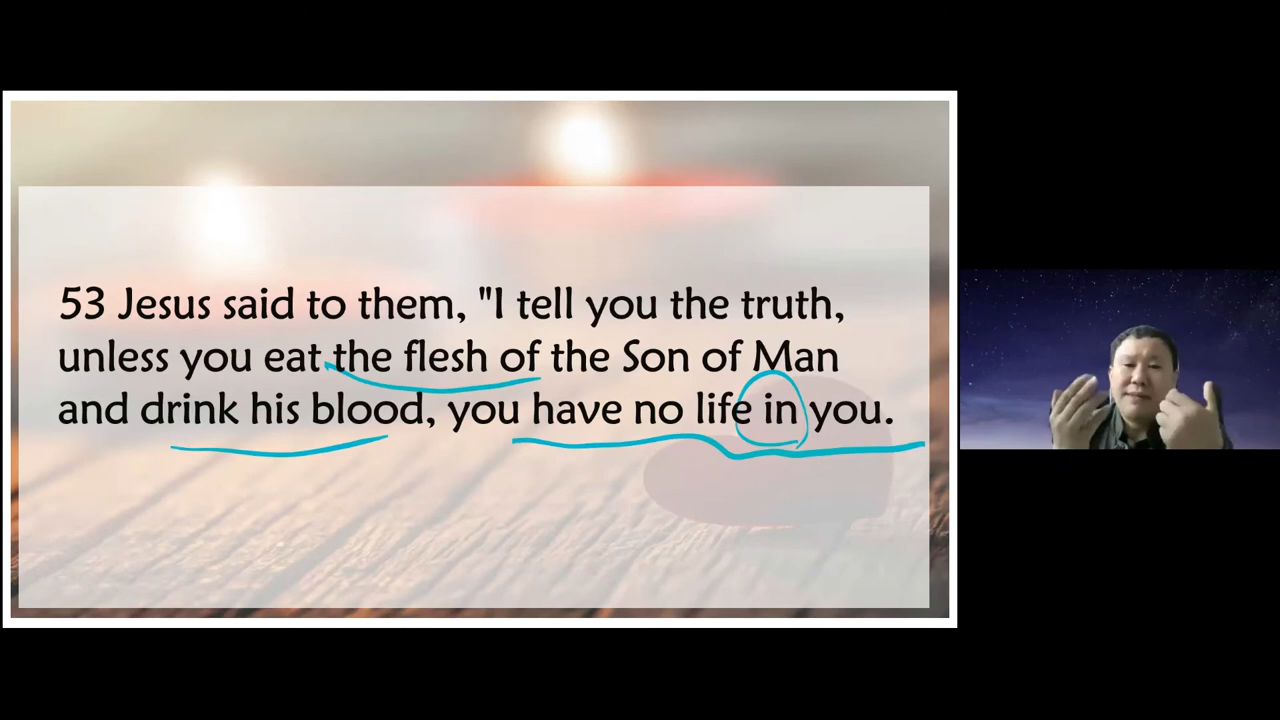 53 Jesus said to them, "I tell you the truth,
unless you eat the flesh of the Son of Man
and drink his blood, you have no life in you.